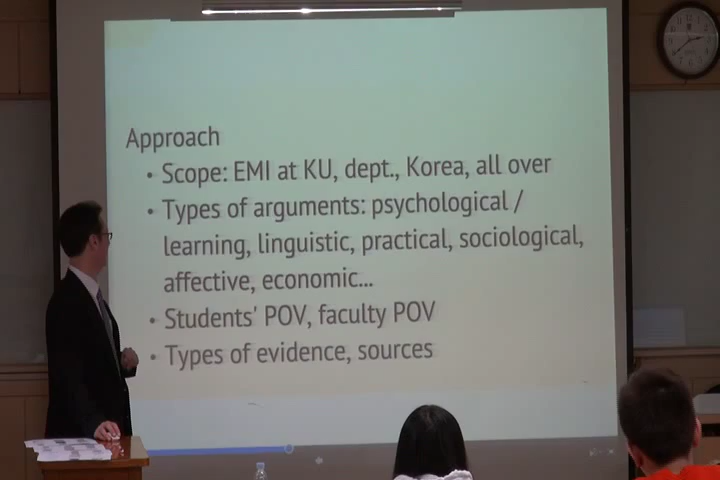 Approach
• Scope: EMI at KU, dept., Korea, all over
• Types of arguments: psychological /
learning, linguistic, practical, sociological,
affective, economic...
• Students' POV, faculty POV
• Types of evidence, sources